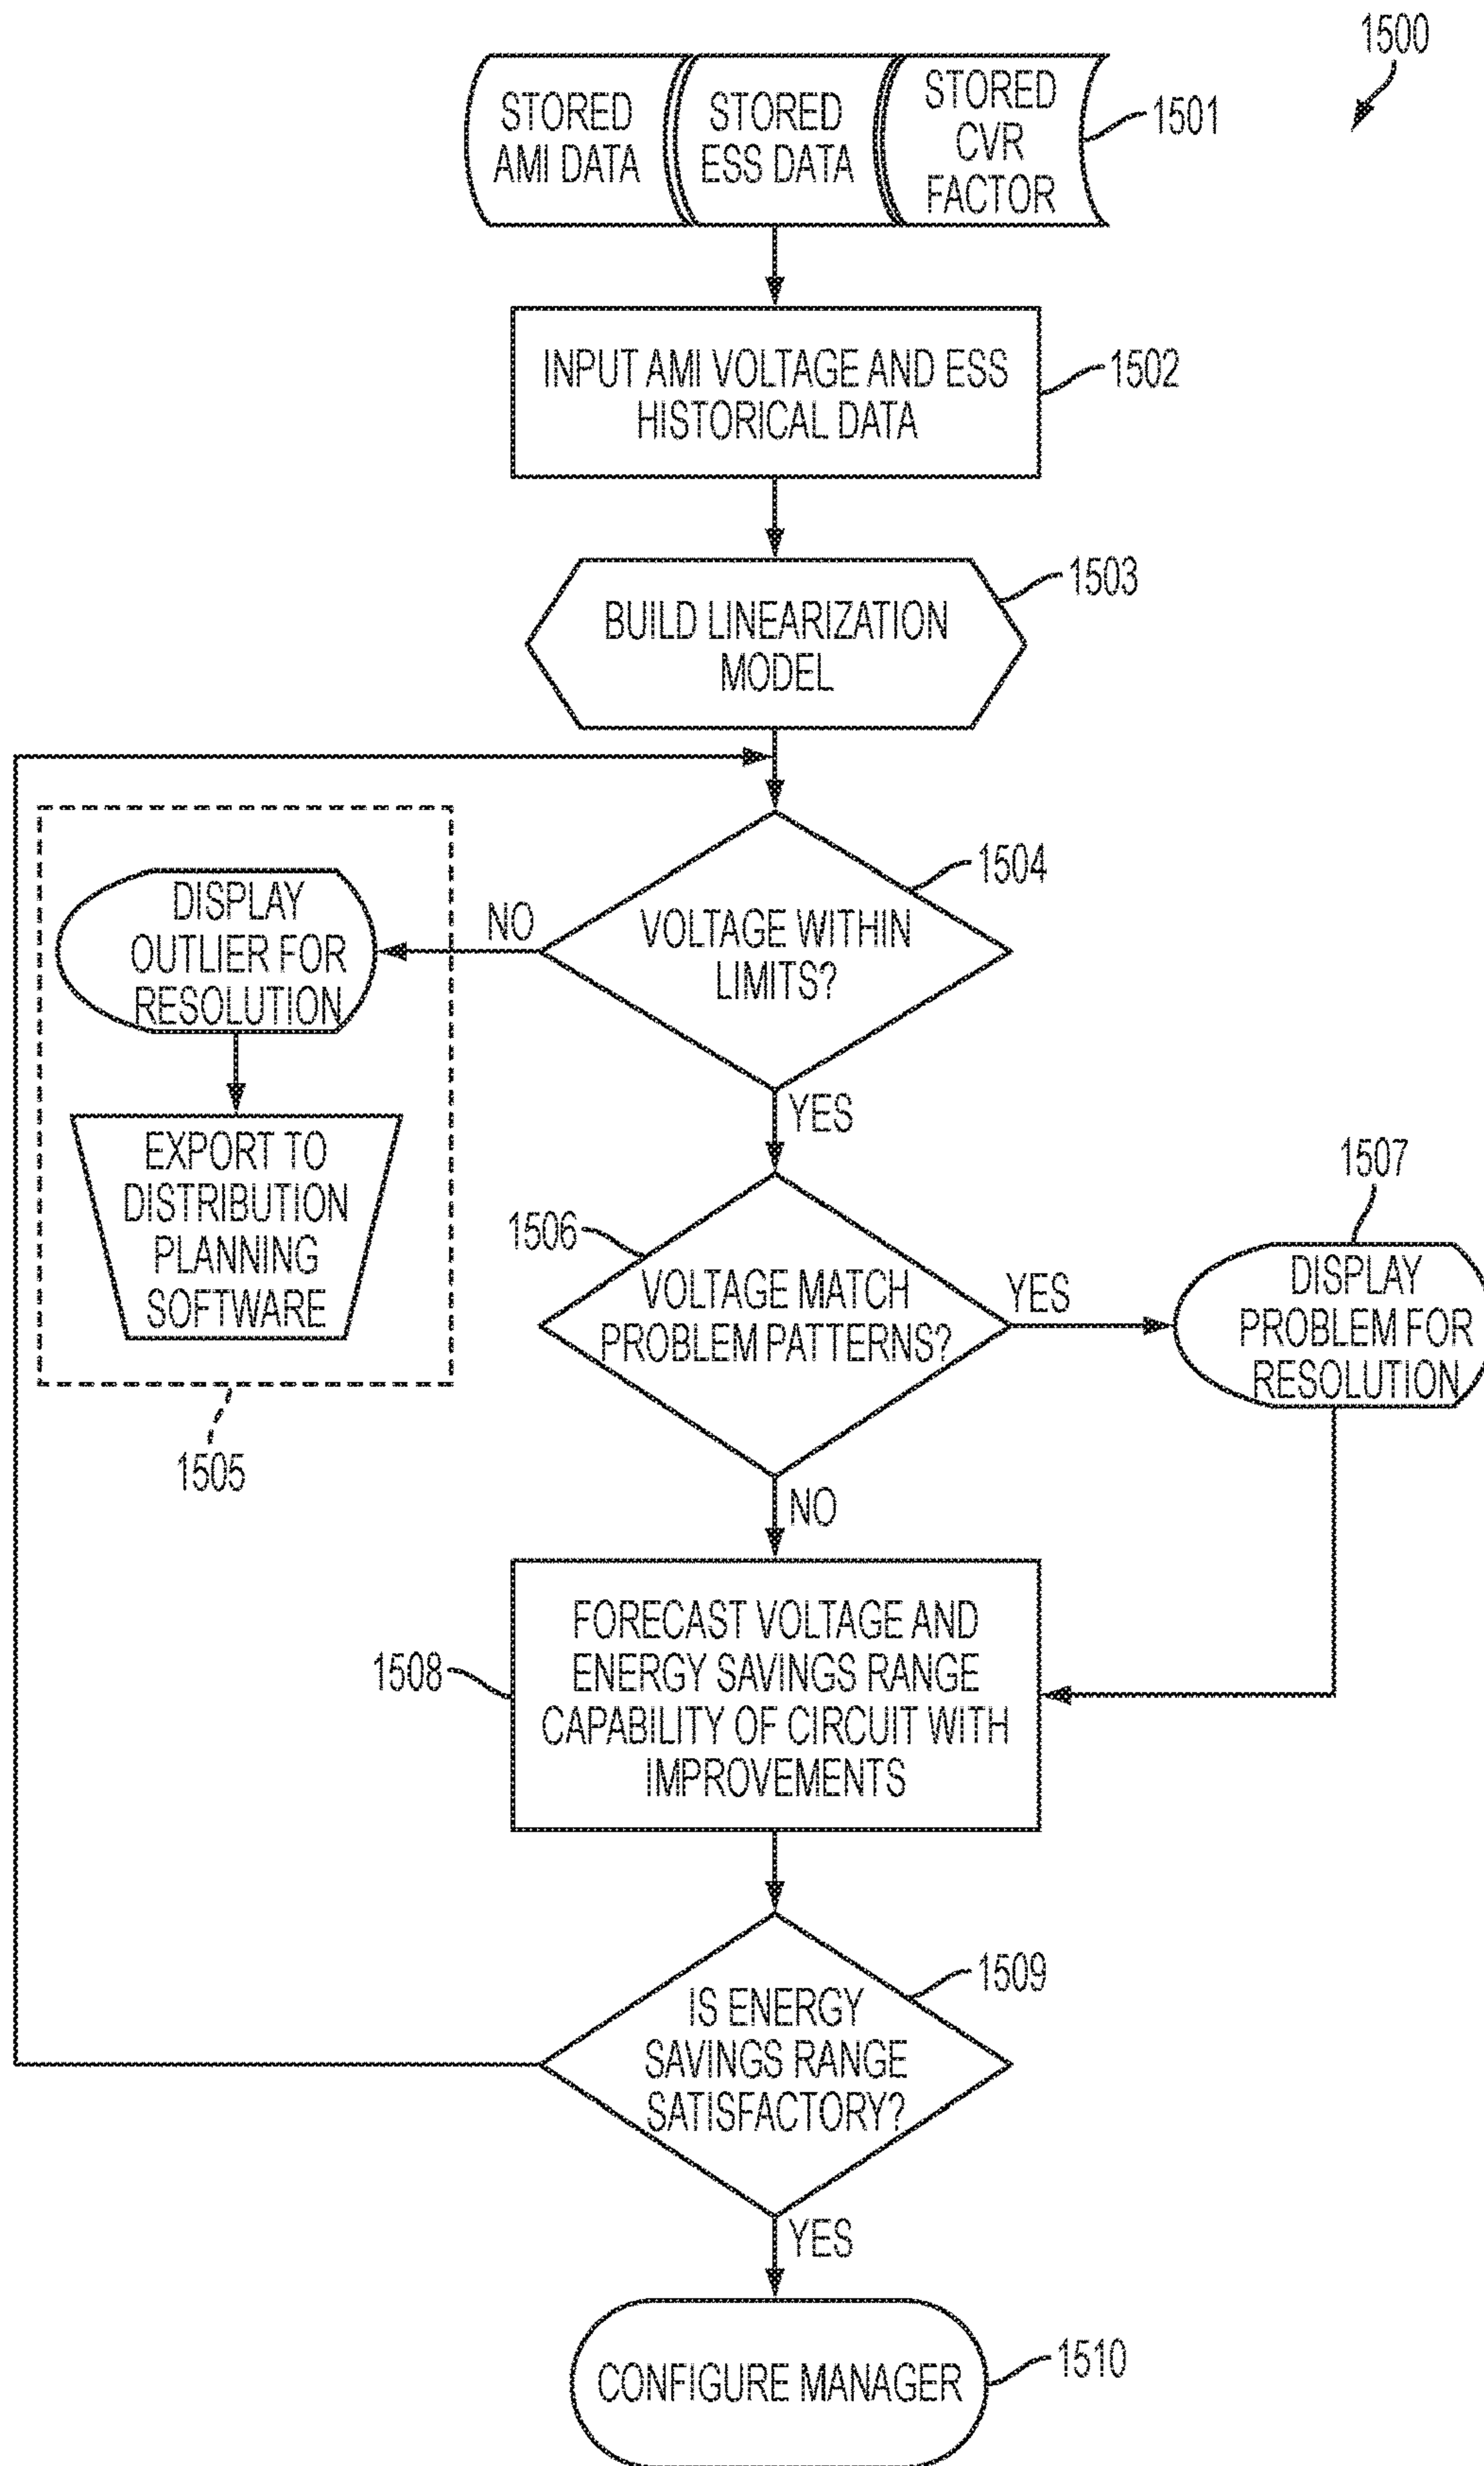 1500
STORED
AMI DATA
STORED
ESS DATA
STORED
CVR
FACTOR
1501
INPUT AMI VOLTAGE AND ESS
HISTORICAL DATA
1502
BUILD LINEARIZATION
MODEL
1503
VOLTAGE WITHIN
LIMITS?
1504
NO
DISPLAY
OUTLIER FOR
RESOLUTION
EXPORT TO
DISTRIBUTION
PLANNING
SOFTWARE
1505
YES
1506
VOLTAGE MATCH
PROBLEM PATTERNS?
YES
1507
DISPLAY
PROBLEM FOR
RESOLUTION
NO
1508
FORECAST VOLTAGE AND
ENERGY SAVINGS RANGE
CAPABILITY OF CIRCUIT WITH
IMPROVEMENTS
1509
IS ENERGY
SAVINGS RANGE
SATISFACTORY?
YES
CONFIGURE MANAGER
1510